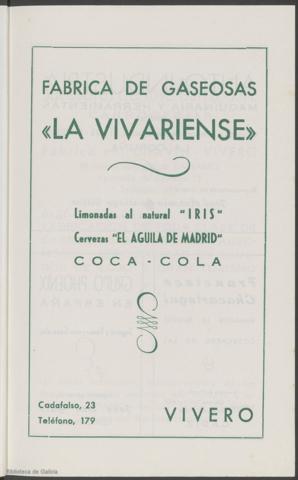 FABRICA DE GASEOSAS
«LA VIVARIENSE»
Limonadas al natural "IRIS"
Cervezas "EL AGUILA DE MADRID"
COCA-COLA
Cadafalso, 23
Teléfono, 179
VIVERO
Biblioteca de Galicia